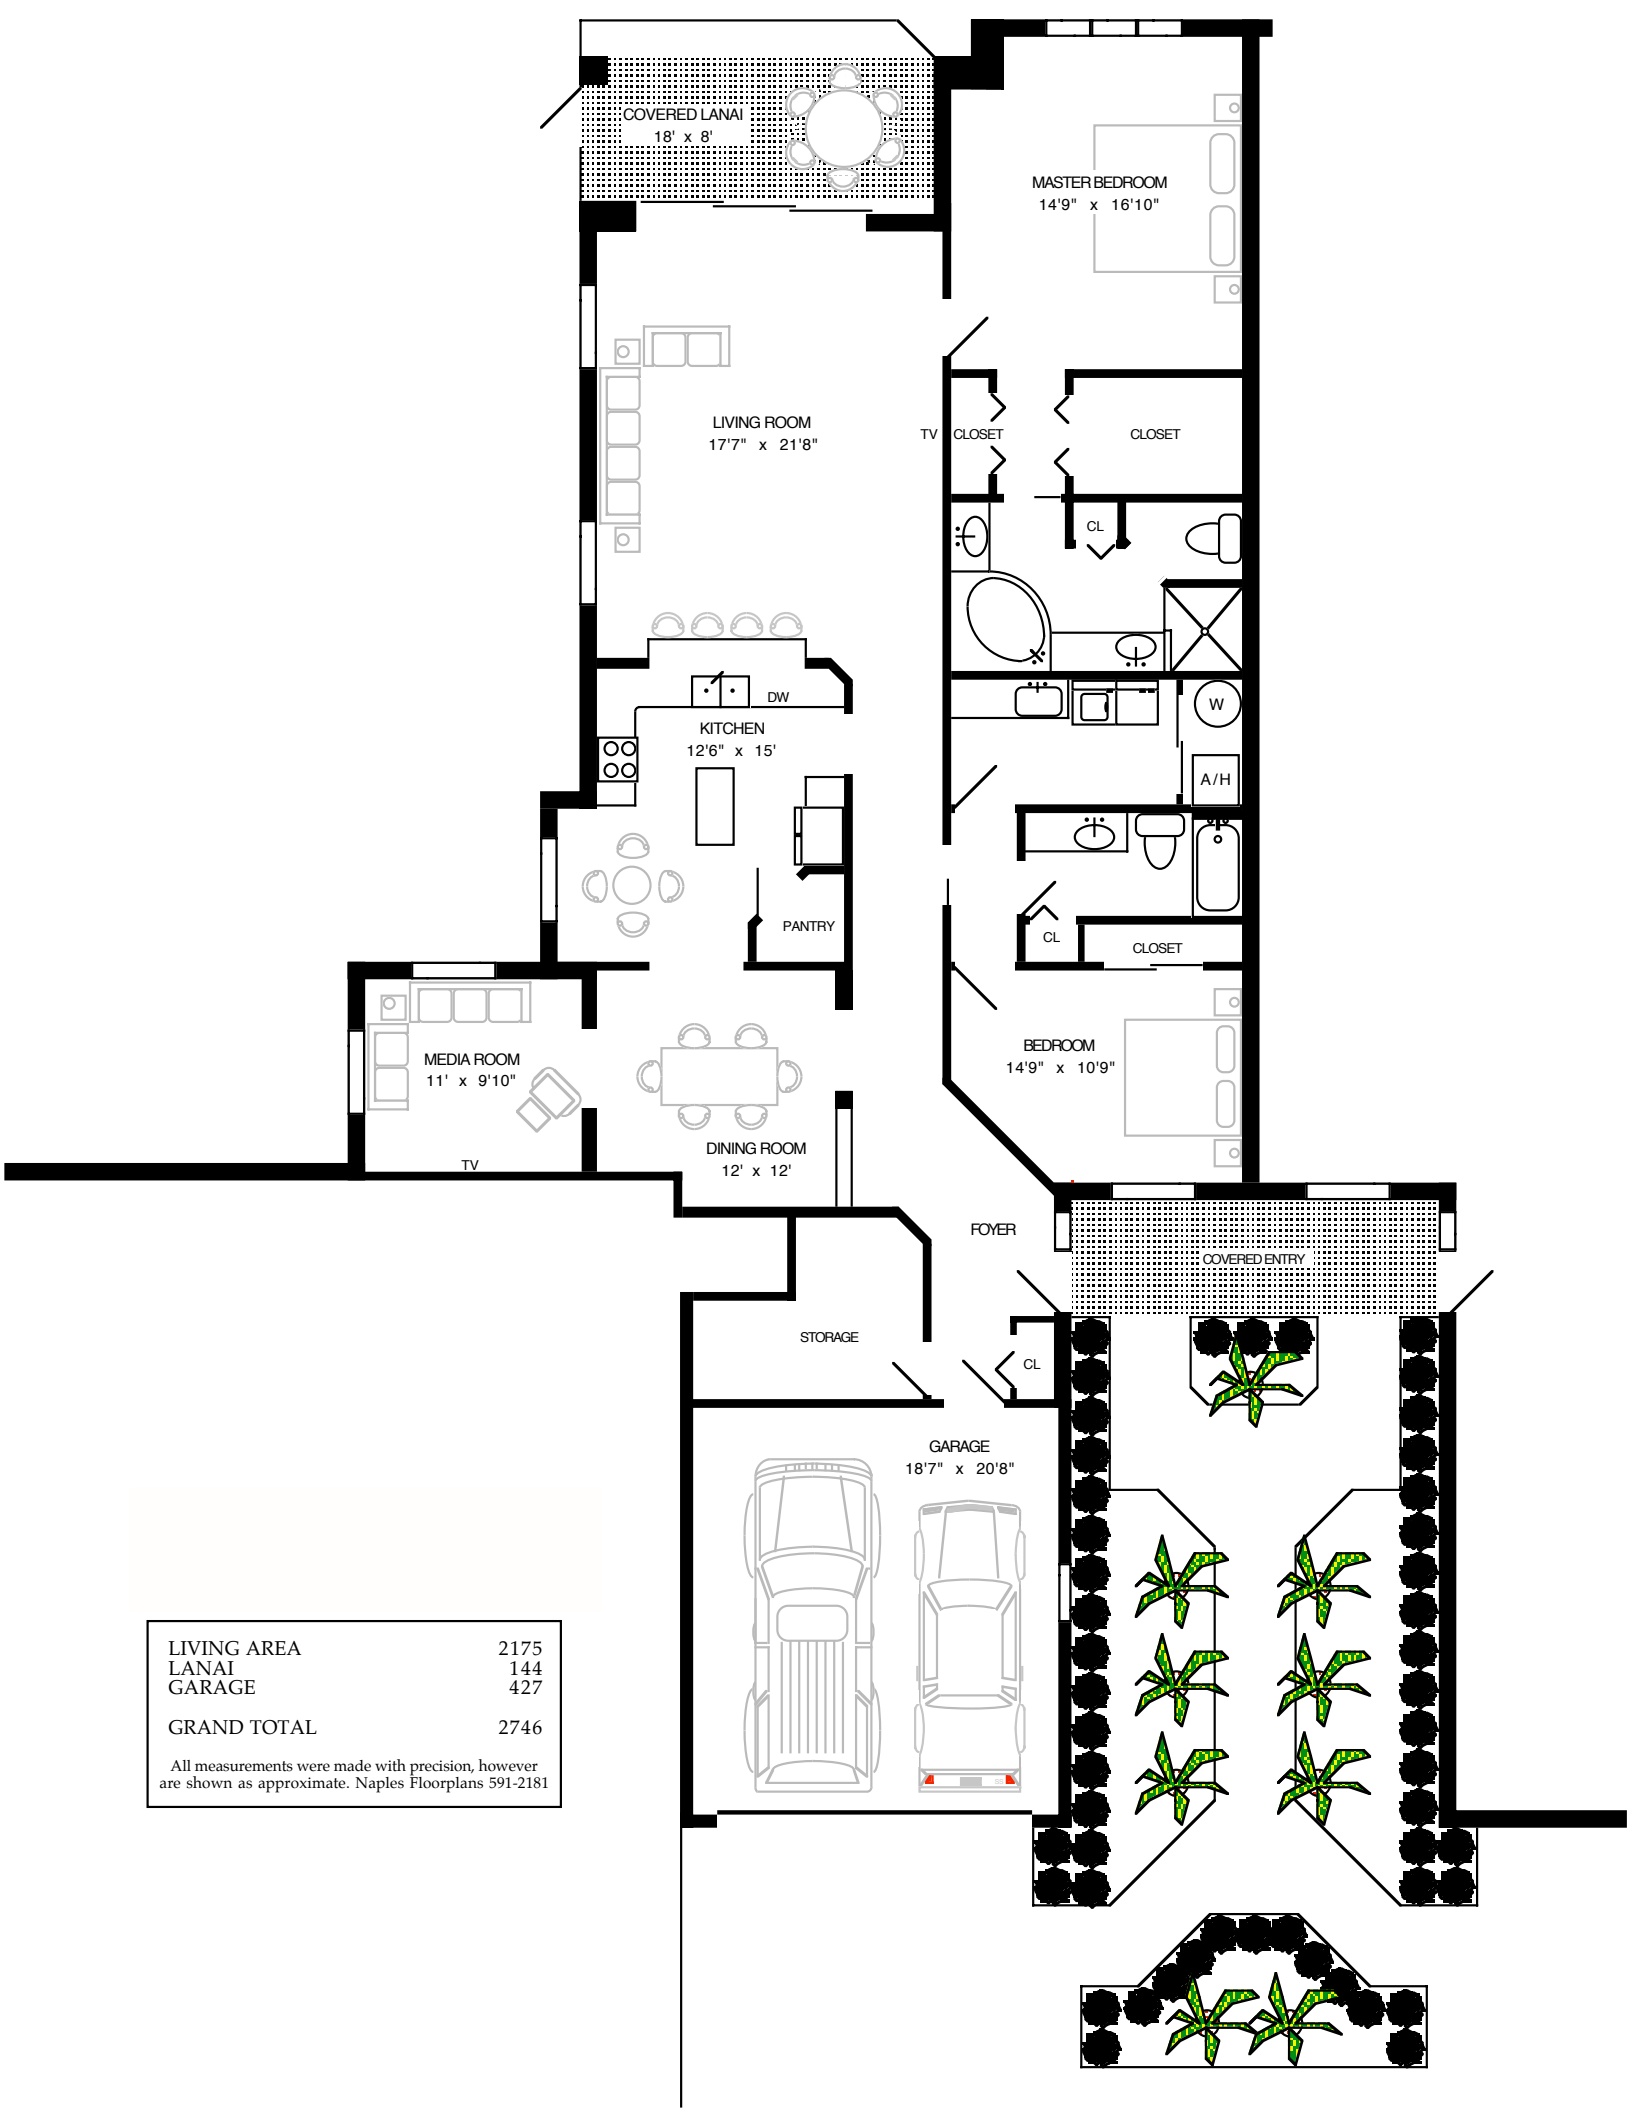 COVERED LANAI
18' x 8'
MASTER BEDROOM
14'9" x 16'10"
LIVING ROOM
17'7" x 21'8"
TV
CLOSET
CLOSET
CL
DW
KITCHEN
12'6" x 15'
W
A/H
PANTRY
CL
CLOSET
MEDIA ROOM
11' x 9'10"
TV
BEDROOM
14'9" x 10'9"
DINING ROOM
12' x 12'
FOYER
COVERED ENTRY
STORAGE
CL
GARAGE
18'7" x 20'8"
LIVING AREA 2175
LANAI 144
GARAGE 427
GRAND TOTAL 2746
All measurements were made with precision, however
are shown as approximate. Naples Floorplans 591-2181